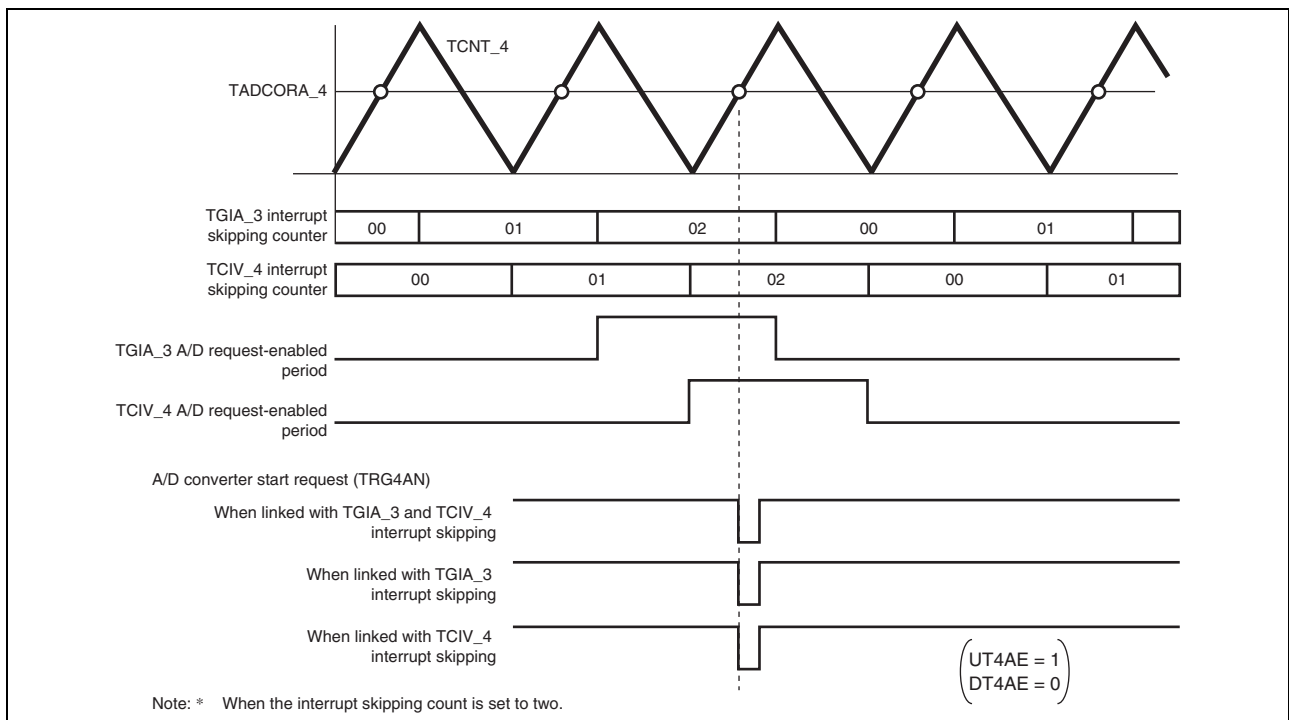 TCNT_4
TADCORA_4
TGIA_3 interrupt
skipping counter
00 01 02 00 01
TCIV_4 interrupt
skipping counter
00 01 02 00 01
TGIA_3 A/D request-enabled
period
TCIV_4 A/D request-enabled
period
A/D converter start request (TRG4AN)
When linked with TGIA_3 and TCIV_4
interrupt skipping
When linked with TGIA_3
interrupt skipping
When linked with TCIV_4
interrupt skipping
UT4AE = 1
DT4AE = 0
Note: * When the interrupt skipping count is set to two.